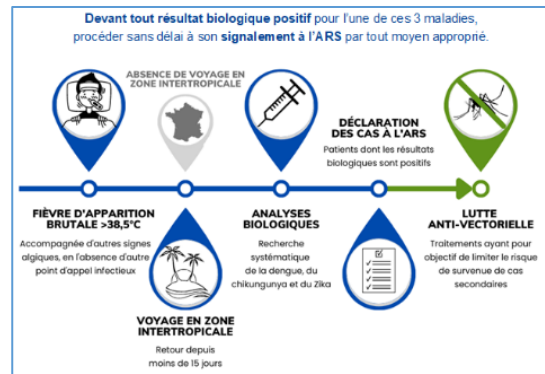 Devant tout résultat biologique positif pour l'une de ces 3 maladies,
procéder sans délai à son signalement à l'ARS par tout moyen approprié.
ABSENCE DE VOYAGE EN
ZONE INTERTROPICALE
DÉCLARATION
DES CAS À L'ARS
Patients dont les résultats
biologiques sont positifs
FIÈVRE D'APPARITION
BRUTALE >38,5°C
Accompagnée d'autres signes
algiques, en l'absence d'autre
point d'appel infectieux
VOYAGE EN ZONE
INTERTROPICALE
Retour depuis
moins de 15 jours
ANALYSES
BIOLOGIQUES
Recherche
systématique
de la dengue, du
chikungunya et du Zika
LUTTE
ANTI-VECTORIELLE
Traitements ayant pour
objectif de limiter le risque
de survenue de cas
secondaires